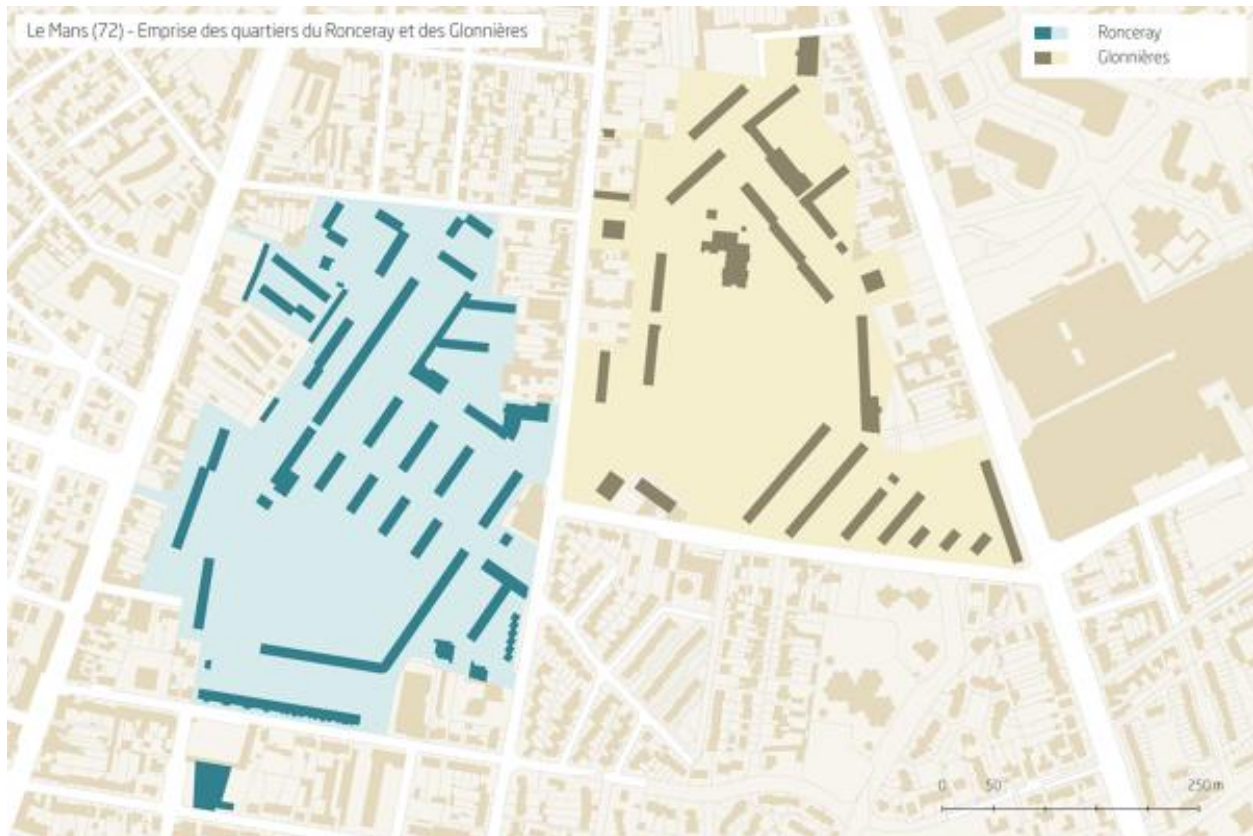 Le Mans (72) - Emprise des quartiers du Ronceray et des Glonnières
Ronceray
Glonnières
0 50 250 m